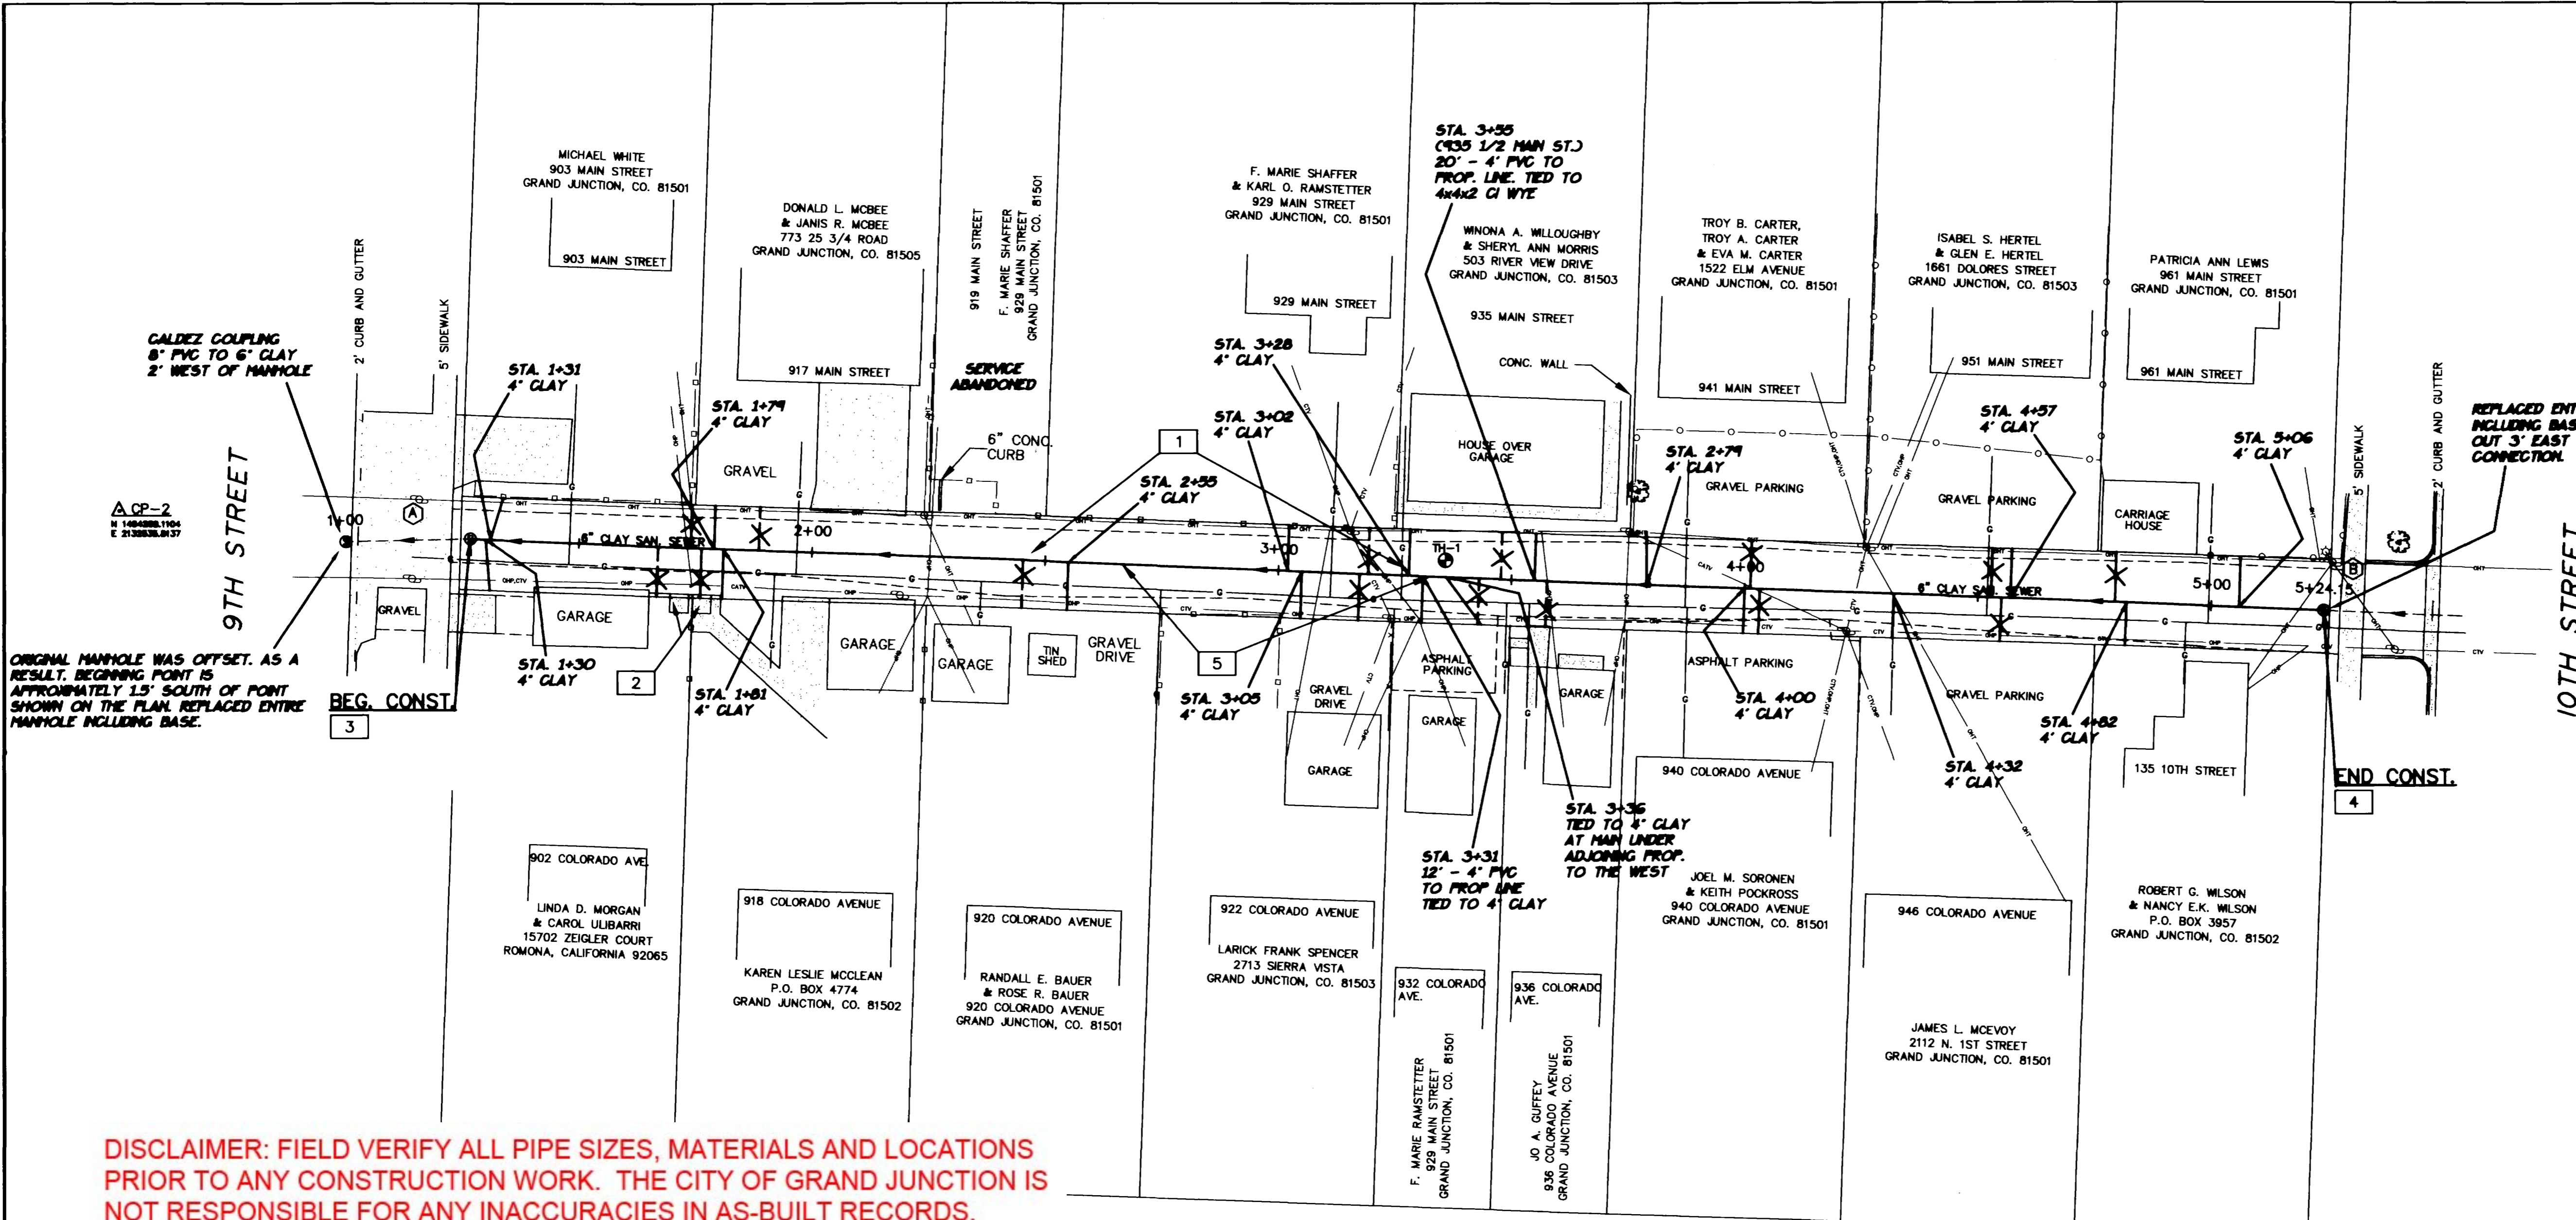 MICHAEL WHITE
903 MAIN STREET
GRAND JUNCTION, CO. 81501
903 MAIN STREET
DONALD L. MCBEE
& JANIS R. MCBEE
773 25 3/4 ROAD
GRAND JUNCTION, CO. 81505
917 MAIN STREET
919 MAIN STREET
F. MARIE SHAFFER
929 MAIN STREET
GRAND JUNCTION, CO. 81501
SERVICE
ABANDONED
F. MARIE SHAFFER
& KARL O. RAMSTETTER
929 MAIN STREET
GRAND JUNCTION, CO. 81501
929 MAIN STREET
STA. 3+55
(935 1/2 MAIN ST.)
20' - 4" PVC TO
PROP. LINE. TIED TO
4x4x2 CI WYE
WINONA A. WILLOUGHBY
& SHERYL ANN MORRIS
503 RIVER VIEW DRIVE
GRAND JUNCTION, CO. 81503
935 MAIN STREET
CONC. WALL
TROY B. CARTER,
TROY A. CARTER
& EVA M. CARTER
1522 ELM AVENUE
GRAND JUNCTION, CO. 81501
941 MAIN STREET
ISABEL S. HERTEL
& GLEN E. HERTEL
1661 DOLORES STREET
GRAND JUNCTION, CO. 81503
951 MAIN STREET
PATRICIA ANN LEWIS
961 MAIN STREET
GRAND JUNCTION, CO. 81501
961 MAIN STREET
2' CURB AND GUTTER
5' SIDEWALK
CALDEZ COUPLING
8" PVC TO 6" CLAY
2' WEST OF MANHOLE
STA. 1+31
4" CLAY
STA. 1+79
4" CLAY
GRAVEL
6" CONC.
CURB
1
STA. 2+55
4" CLAY
STA. 3+28
4" CLAY
STA. 3+02
4" CLAY
HOUSE OVER
GARAGE
STA. 2+79
4" CLAY
GRAVEL PARKING
STA. 4+57
4" CLAY
GRAVEL PARKING
CARRIAGE
HOUSE
STA. 5+06
4" CLAY
5' SIDEWALK
2' CURB AND GUTTER
REPLACED ENT
INCLUDING BAS
OUT 3' EAST
CONNECTION.
9TH STREET
10TH STREET
CP-2
1+00
A
6" CLAY SAN. SEWER
2+00
3+00
TH-1
4+00
6" CLAY SAN. SEWER
5+00
5+24.15
B
GRAVEL
GARAGE
GARAGE
GARAGE
TIN
SHED
GRAVEL
DRIVE
5
ASPHALT
PARKING
GRAVEL
DRIVE
GARAGE
GARAGE
GARAGE
ASPHALT PARKING
GRAVEL PARKING
ORIGINAL MANHOLE WAS OFFSET. AS A
RESULT. BEGINNING POINT IS
APPROXIMATELY 1.5' SOUTH OF POINT
SHOWN ON THE PLAN. REPLACED ENTIRE
MANHOLE INCLUDING BASE.
BEG. CONST.
3
STA. 1+30
4" CLAY
2
STA. 1+81
4" CLAY
STA. 3+05
4" CLAY
STA. 4+00
4" CLAY
STA. 4+32
4" CLAY
STA. 4+82
4" CLAY
135 10TH STREET
END CONST.
4
STA. 3+36
TIED TO 4" CLAY
AT MAIN UNDER
ADJOINING PROP.
TO THE WEST
STA. 3+31
12' - 4" PVC
TO PROP LINE
TIED TO 4" CLAY
940 COLORADO AVENUE
JOEL M. SORONEN
& KEITH POCKROSS
940 COLORADO AVENUE
GRAND JUNCTION, CO. 81501
902 COLORADO AVE.
LINDA D. MORGAN
& CAROL ULIBARRI
15702 ZEIGLER COURT
ROMONA, CALIFORNIA 92065
918 COLORADO AVENUE
KAREN LESLIE MCCLEAN
P.O. BOX 4774
GRAND JUNCTION, CO. 81502
920 COLORADO AVENUE
RANDALL E. BAUER
& ROSE R. BAUER
920 COLORADO AVENUE
GRAND JUNCTION, CO. 81501
922 COLORADO AVENUE
LARICK FRANK SPENCER
2713 SIERRA VISTA
GRAND JUNCTION, CO. 81503
932 COLORADO
AVE.
F. MARIE RAMSTETTER
929 MAIN STREET
GRAND JUNCTION, CO. 81501
936 COLORADO
AVE.
JO A. GUFFEY
936 COLORADO AVENUE
GRAND JUNCTION, CO. 81501
946 COLORADO AVENUE
JAMES L. MCEVOY
2112 N. 1ST STREET
GRAND JUNCTION, CO. 81501
ROBERT G. WILSON
& NANCY E.K. WILSON
P.O. BOX 3957
GRAND JUNCTION, CO. 81502
DISCLAIMER: FIELD VERIFY ALL PIPE SIZES, MATERIALS AND LOCATIONS
PRIOR TO ANY CONSTRUCTION WORK. THE CITY OF GRAND JUNCTION IS
NOT RESPONSIBLE FOR ANY INACCURACIES IN AS-BUILT RECORDS.